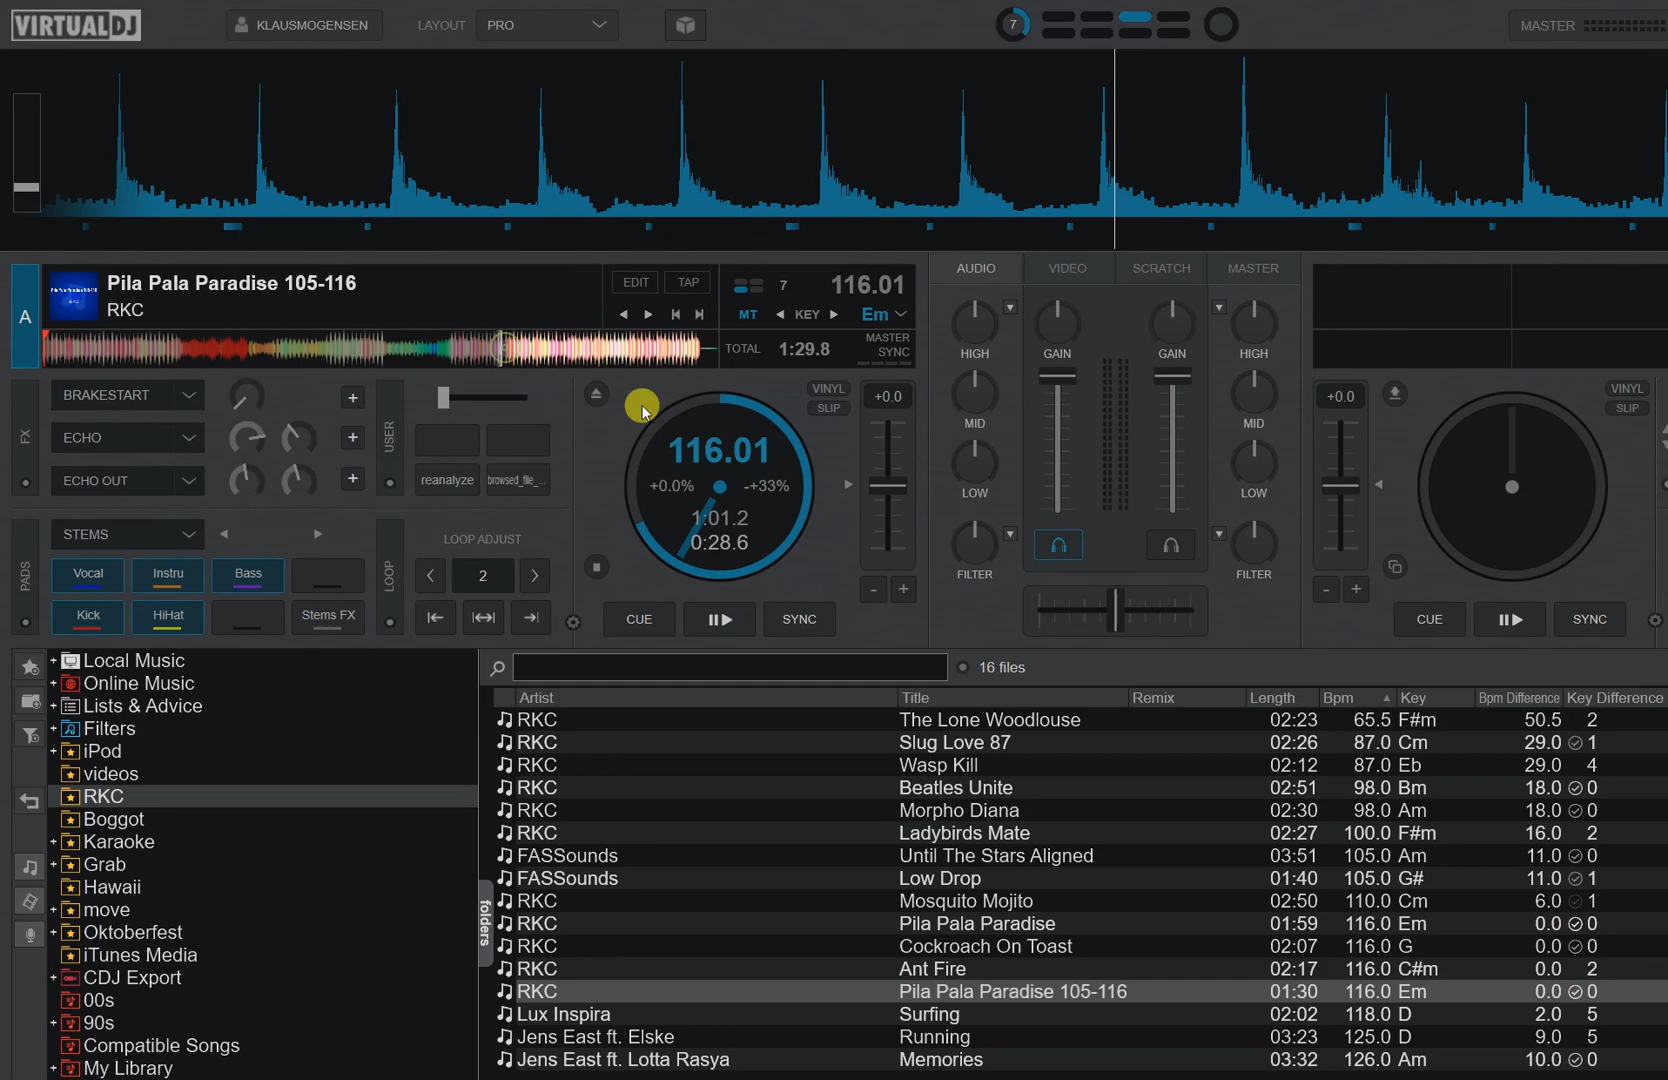 VIRTUALDJ KLAUSMOGENSEN LAYOUT PRO 7 MASTER
A Pila Pala Paradise 105-116
RKC
EDIT TAP 7 116.01
MT KEY Em
TOTAL 1:29.8 MASTER SYNC
AUDIO VIDEO SCRATCH MASTER
HIGH GAIN GAIN HIGH
MID MID
LOW LOW
FILTER FILTER
FX BRAKESTART
ECHO
ECHO OUT
USER
reanalyze browsed_file_...
VINYL
SLIP
+0.0
116.01
+0.0% -+33%
1:01.2
0:28.6
- +
CUE SYNC
+0.0
VINYL
SLIP
- +
CUE SYNC
PADS STEMS
Vocal Instru Bass
Kick HiHat Stems FX
LOOP LOOP ADJUST
2
Local Music
Online Music
Lists & Advice
Filters
iPod
videos
RKC
Boggot
Karaoke
Grab
Hawaii
move
Oktoberfest
iTunes Media
CDJ Export
00s
90s
Compatible Songs
My Library
folders
16 files
Artist Title Remix Length Bpm Key Bpm Difference Key Difference
RKC The Lone Woodlouse 02:23 65.5 F#m 50.5 2
RKC Slug Love 87 02:26 87.0 Cm 29.0 1
RKC Wasp Kill 02:12 87.0 Eb 29.0 4
RKC Beatles Unite 02:51 98.0 Bm 18.0 0
RKC Morpho Diana 02:30 98.0 Am 18.0 0
RKC Ladybirds Mate 02:27 100.0 F#m 16.0 2
FASSounds Until The Stars Aligned 03:51 105.0 Am 11.0 0
FASSounds Low Drop 01:40 105.0 G# 11.0 1
RKC Mosquito Mojito 02:50 110.0 Cm 6.0 1
RKC Pila Pala Paradise 01:59 116.0 Em 0.0 0
RKC Cockroach On Toast 02:07 116.0 G 0.0 0
RKC Ant Fire 02:17 116.0 C#m 0.0 2
RKC Pila Pala Paradise 105-116 01:30 116.0 Em 0.0 0
Lux Inspira Surfing 02:02 118.0 D 2.0 5
Jens East ft. Elske Running 03:23 125.0 D 9.0 5
Jens East ft. Lotta Rasya Memories 03:32 126.0 Am 10.0 0